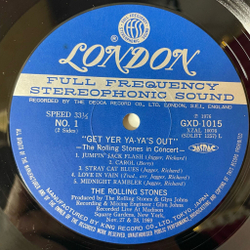 LONDON
FULL FREQUENCY
STEREOPHONIC SOUND
RECORDED BY THE DECCA RECORD CO., LTD., LONDON, S.W.9, ENGLAND
SPEED 33⅓
NO. 1
(2 Sides)
GXD-1015
"GET YER YA-YA'S OUT"
—The Rolling Stones in Concert—
1. JUMPIN' JACK FLASH (Jagger, Richard)
2. CAROL (Berry)
3. STRAY CAT BLUES (Jagger, Richard)
4. LOVE IN VAIN
5. MIDNIGHT RAMBLER (Jagger, Richard)
THE ROLLING STONES
Produced by The Rolling Stones & Glyn Johns
Recording & Mixing Engineer: Glyn Johns
Recorded Live at Madison
Square Gardens, New York,
Nov. 27 & 28, 1969
MANUFACTURED BY KING RECORD CO., LTD. TOKYO, JAPAN